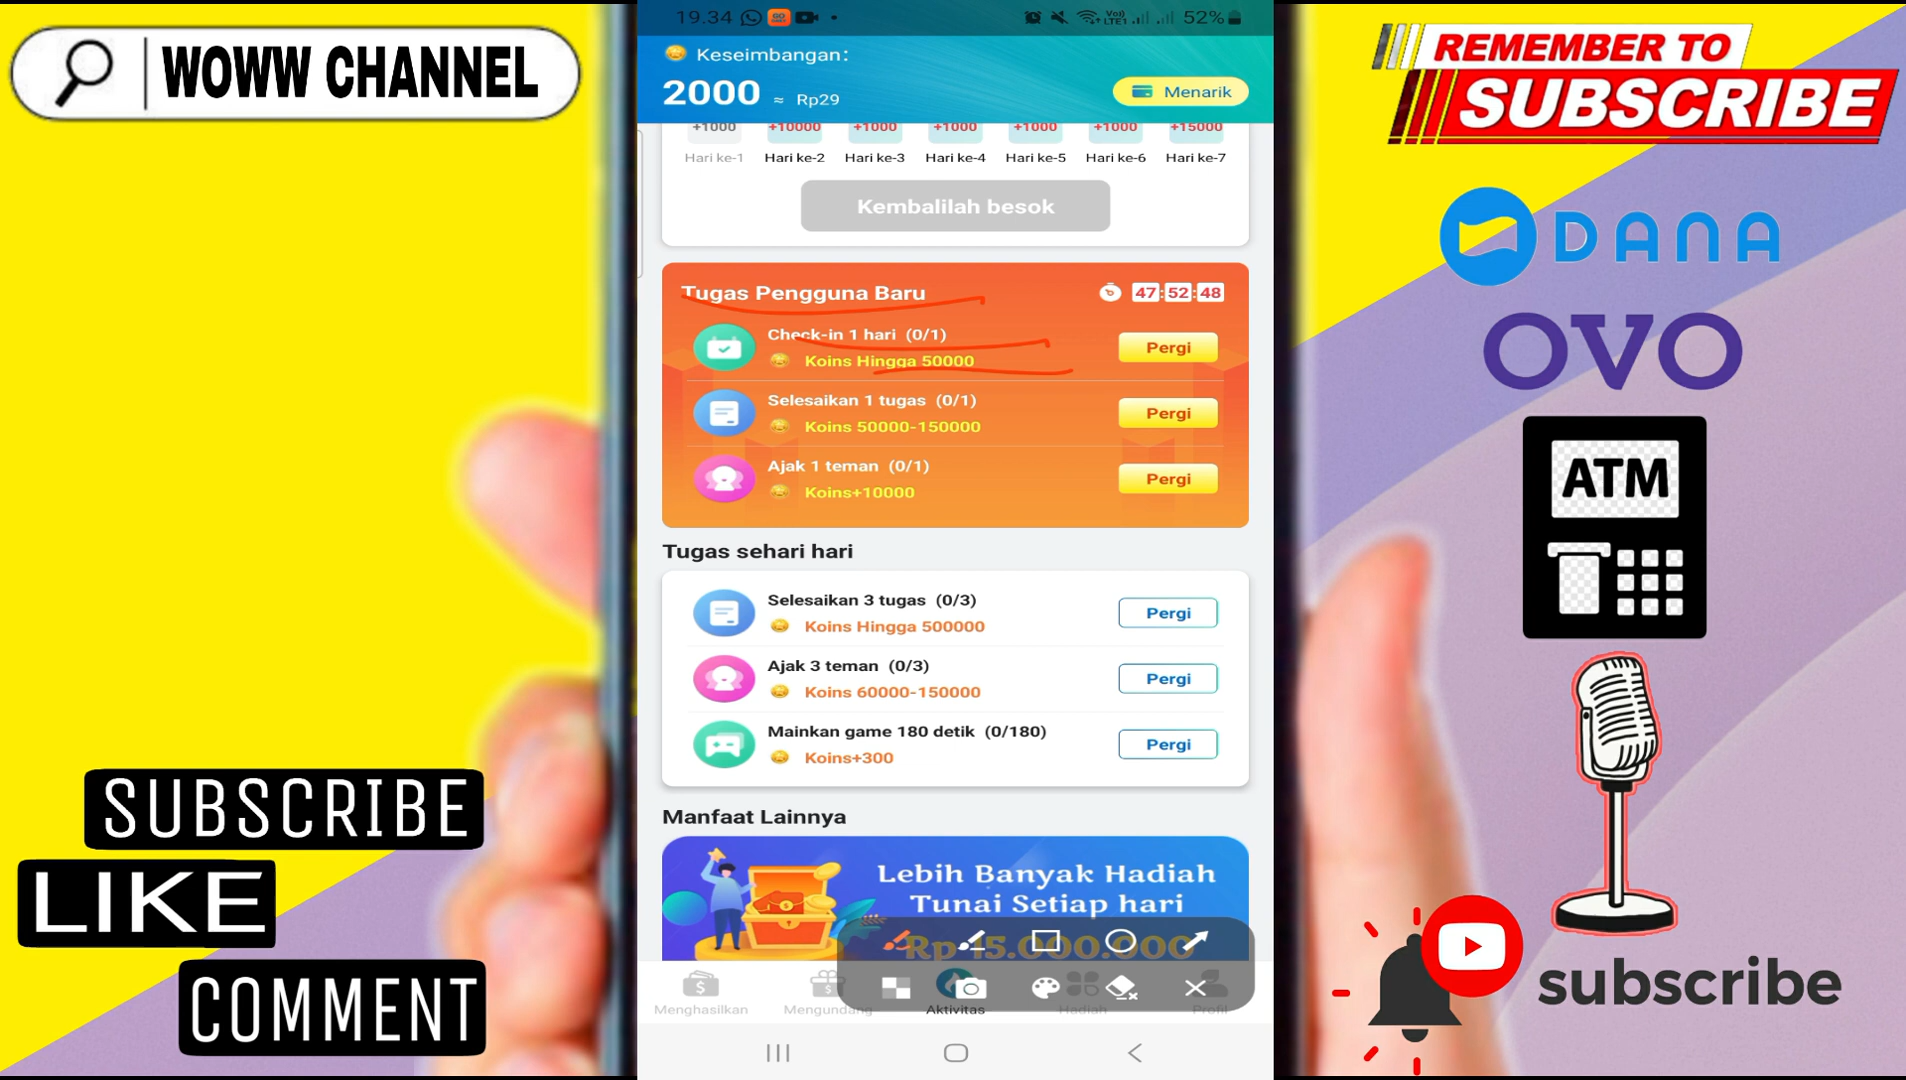 WOWW CHANNEL
SUBSCRIBE
LIKE
COMMENT
19.34
52%
Keseimbangan:
2000 ≈ Rp29
Menarik
+1000 +10000 +1000 +1000 +1000 +1000 +15000
Hari ke-1 Hari ke-2 Hari ke-3 Hari ke-4 Hari ke-5 Hari ke-6 Hari ke-7
Kembalilah besok
Tugas Pengguna Baru 47:52:48
Check-in 1 hari (0/1)
Koins Hingga 50000
Pergi
Selesaikan 1 tugas (0/1)
Koins 50000-150000
Pergi
Ajak 1 teman (0/1)
Koins+10000
Pergi
Tugas sehari hari
Selesaikan 3 tugas (0/3)
Koins Hingga 500000
Pergi
Ajak 3 teman (0/3)
Koins 60000-150000
Pergi
Mainkan game 180 detik (0/180)
Koins+300
Pergi
Manfaat Lainnya
Lebih Banyak Hadiah
Tunai Setiap hari
Rp 15.000.000
Menghasilkan Mengundang Aktivitas Hadiah Profil
REMEMBER TO
SUBSCRIBE
DANA
OVO
ATM
subscribe